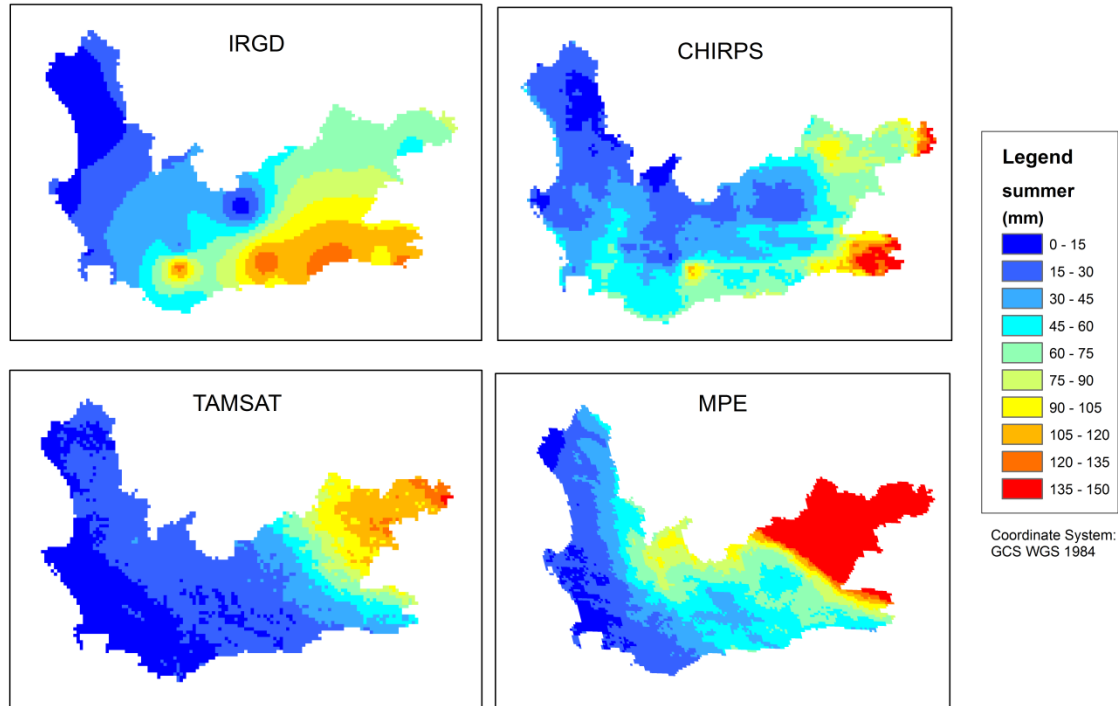 IRGD
CHIRPS
TAMSAT
MPE
Legend
summer
(mm)
0 - 15
15 - 30
30 - 45
45 - 60
60 - 75
75 - 90
90 - 105
105 - 120
120 - 135
135 - 150
Coordinate System:
GCS WGS 1984